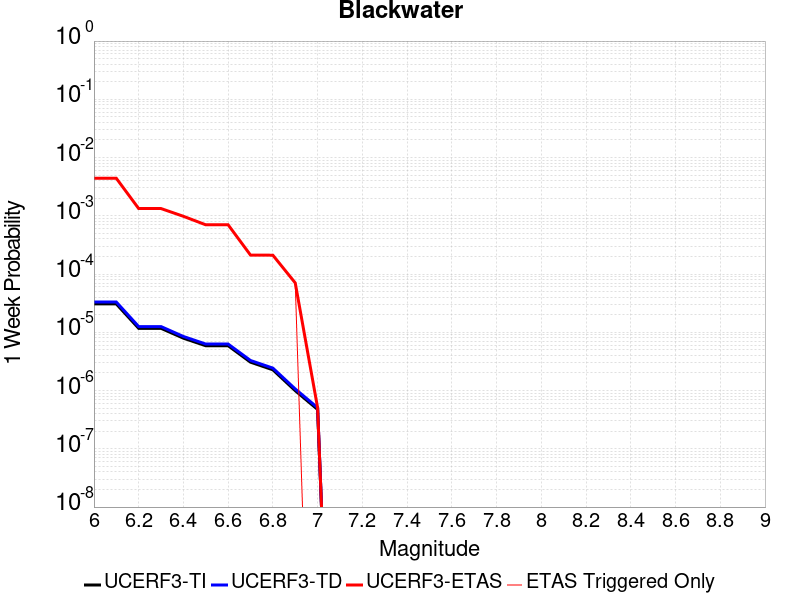 Blackwater
10 0
10 -1
10 -2
10 -3
10 -4
10 -5
10 -6
10 -7
10 -8
1 Week Probability
6 6.2 6.4 6.6 6.8 7 7.2 7.4 7.6 7.8 8 8.2 8.4 8.6 8.8 9
Magnitude
UCERF3-TI UCERF3-TD UCERF3-ETAS ETAS Triggered Only